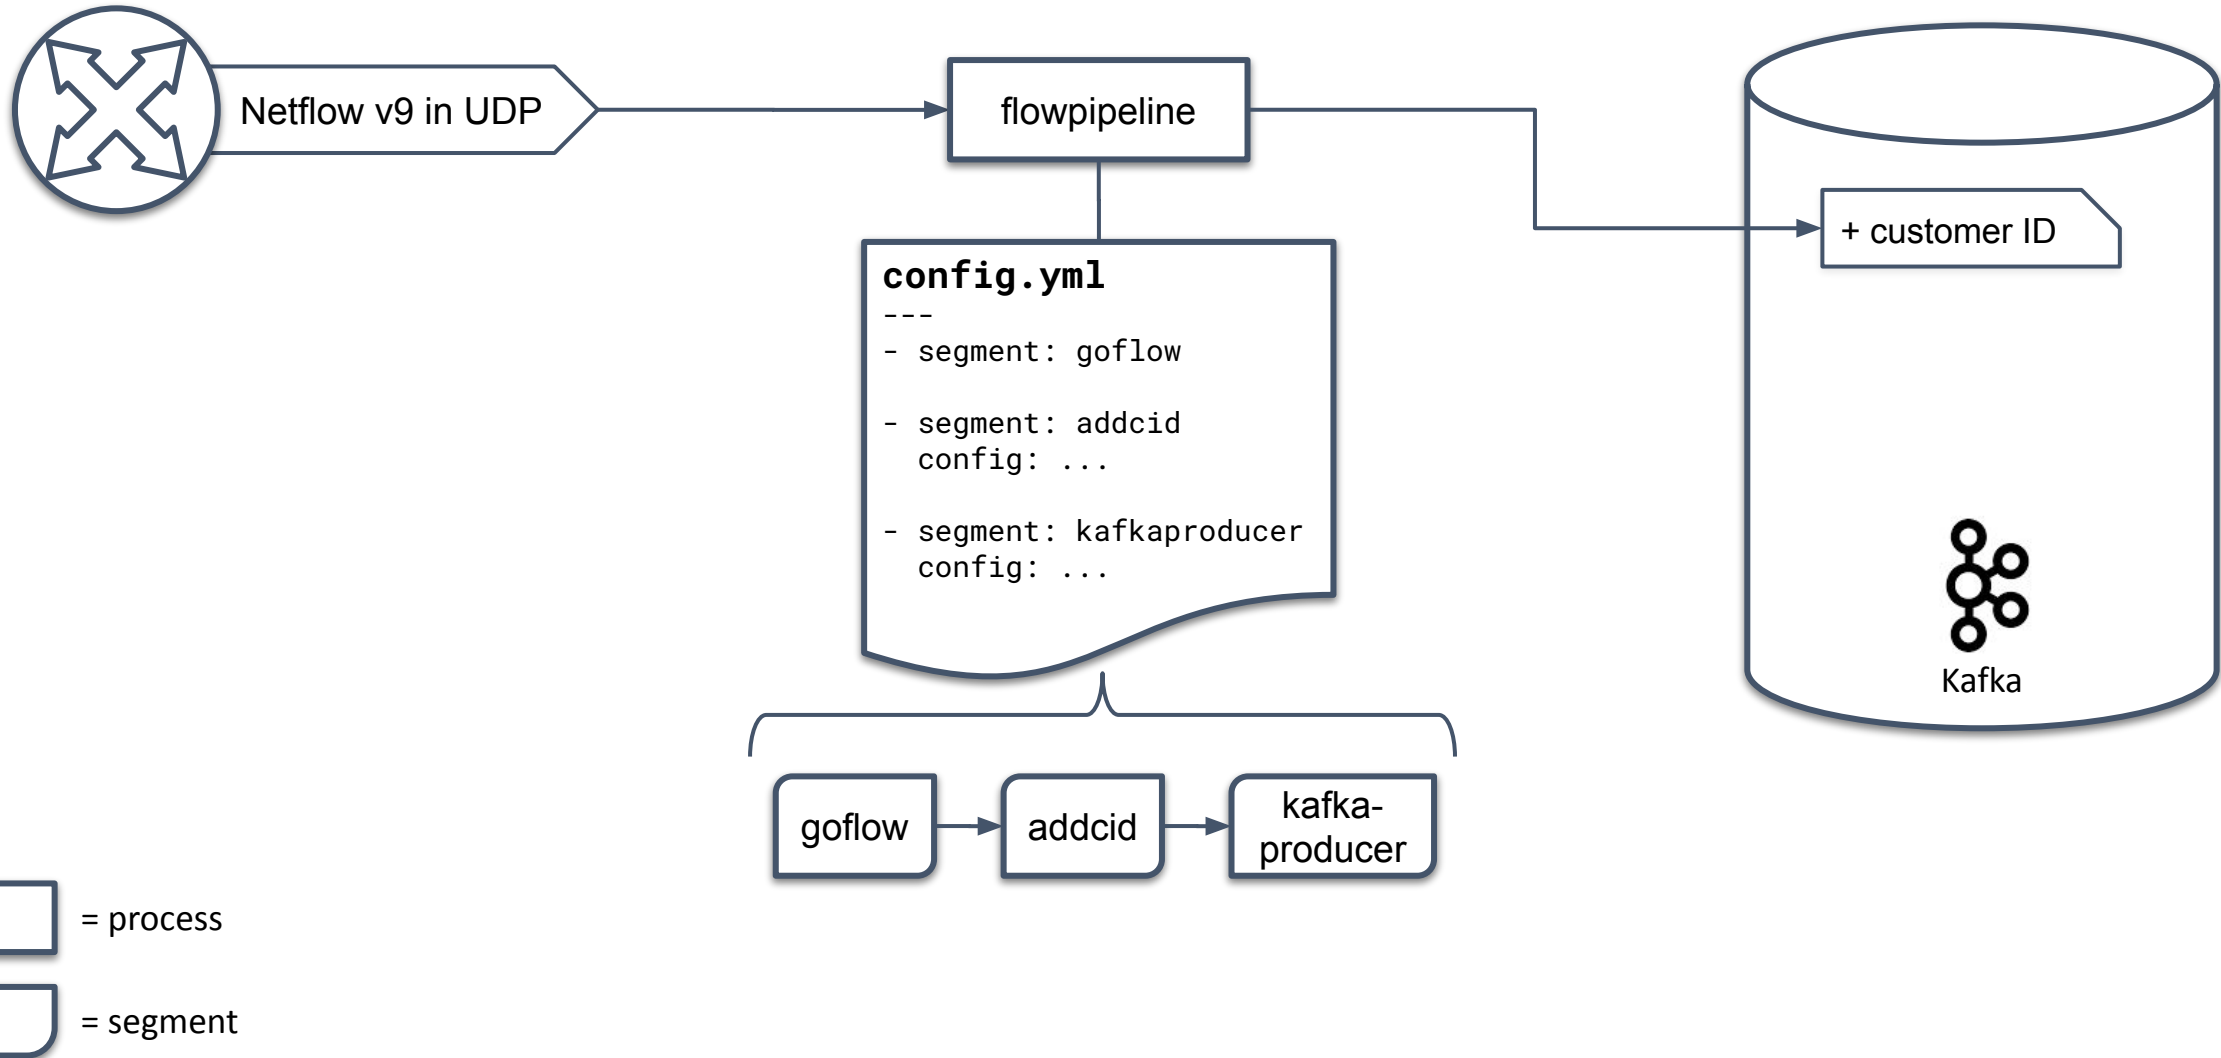 Netflow v9 in UDP
flowpipeline
+ customer ID
config.yml
---
- segment: goflow
- segment: addcid
config: ...
- segment: kafkaproducer
config: ...
Kafka
goflow
addcid
kafka-
producer
= process
= segment